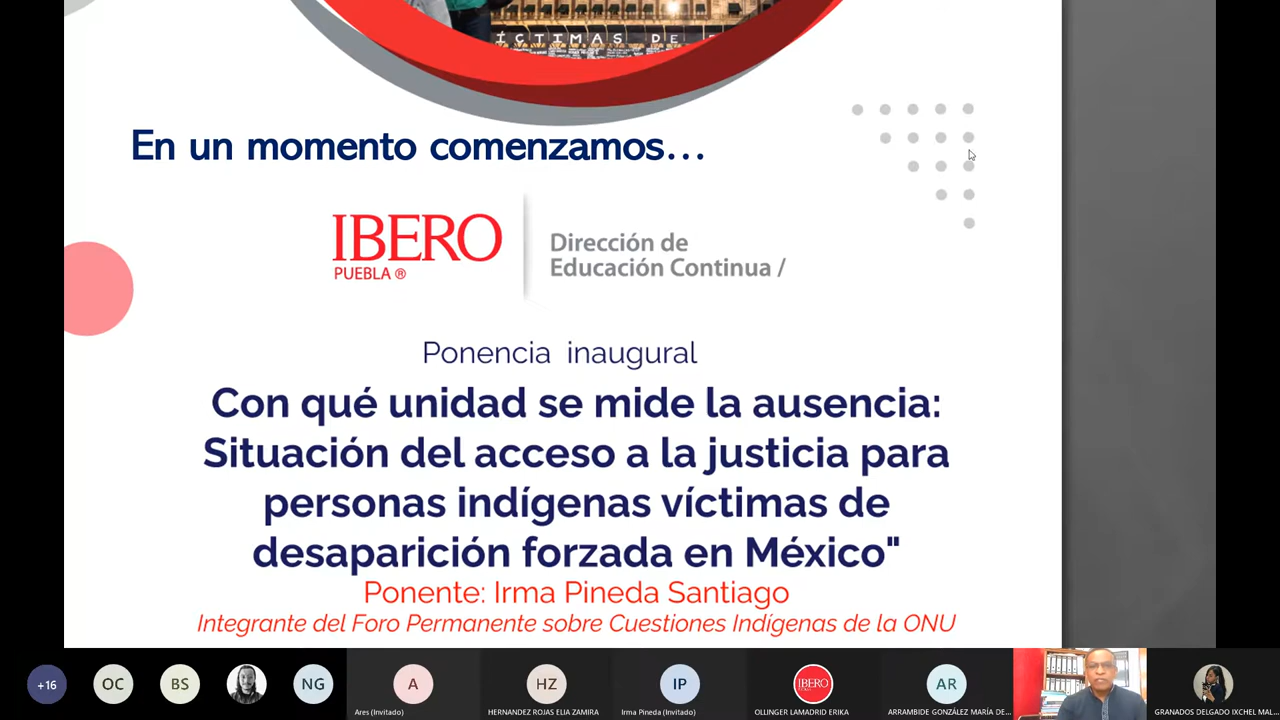 ÍCTIMAS DE
En un momento comenzamos...
IBERO
PUEBLA ®
Dirección de
Educación Continua /
Ponencia inaugural
Con qué unidad se mide la ausencia:
Situación del acceso a la justicia para
personas indígenas víctimas de
desaparición forzada en México"
Ponente: Irma Pineda Santiago
Integrante del Foro Permanente sobre Cuestiones Indígenas de la ONU
+16
OC
BS
NG
A
Ares (Invitado)
HZ
HERNANDEZ ROJAS ELIA ZAMIRA
IP
Irma Pineda (Invitado)
IBERO
OLLINGER LAMADRID ERIKA
AR
ARRAMBIDE GONZÁLEZ MARÍA DE...
GRANADOS DELGADO IXCHEL MAL...